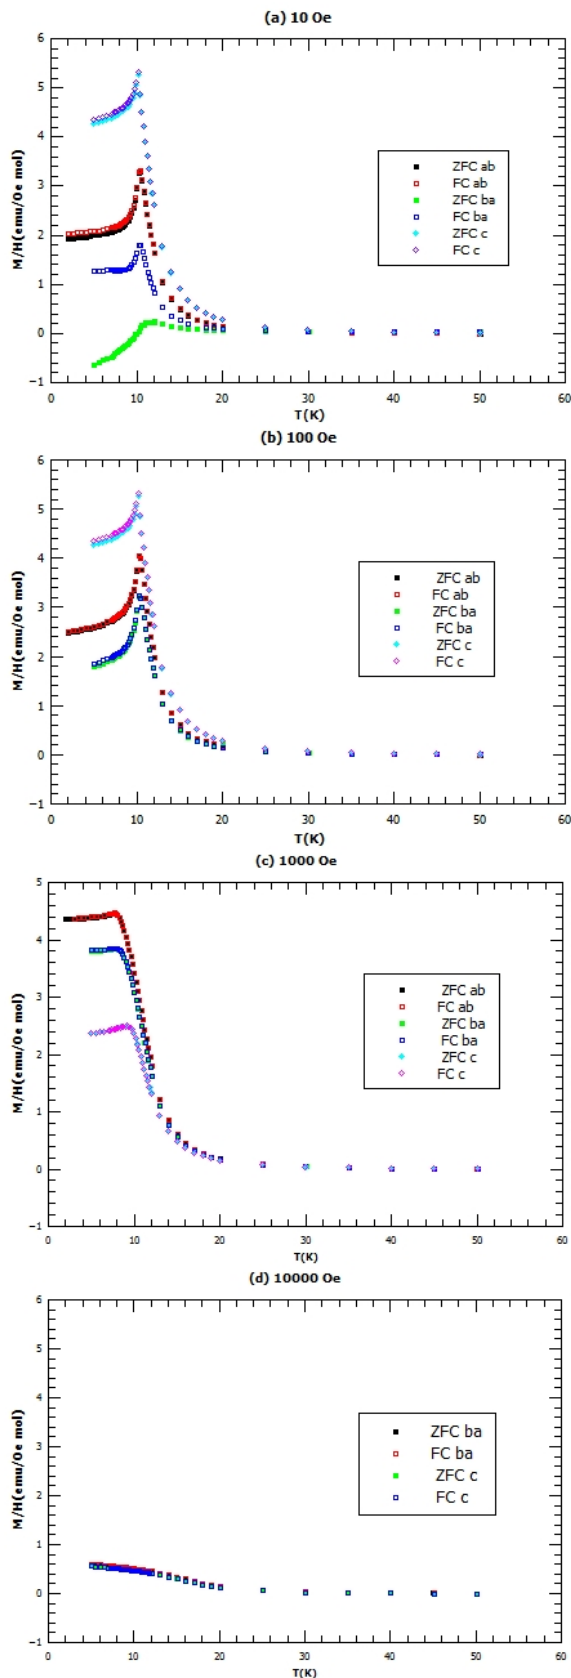 (a) 10 Oe
6
5
4
3
2
1
0
−1
M/H(emu/Oe mol)
ZFC ab
FC ab
ZFC ba
FC ba
ZFC c
FC c
0 10 20 30 40 50 60
T(K)
(b) 100 Oe
6
5
4
3
2
1
0
−1
M/H(emu/Oe mol)
ZFC ab
FC ab
ZFC ba
FC ba
ZFC c
FC c
0 10 20 30 40 50 60
T(K)
(c) 1000 Oe
5
4
3
2
1
0
−1
M/H(emu/Oe mol)
ZFC ab
FC ab
ZFC ba
FC ba
ZFC c
FC c
0 10 20 30 40 50 60
T(K)
(d) 10000 Oe
6
5
4
3
2
1
0
−1
M/H(emu/Oe mol)
ZFC ba
FC ba
ZFC c
FC c
0 10 20 30 40 50 60
T(K)